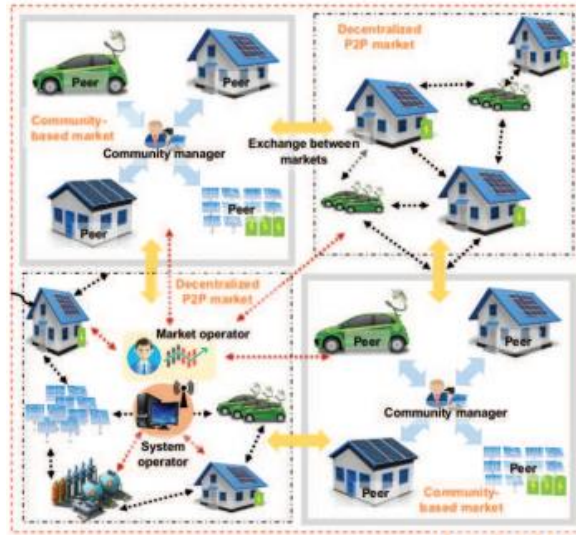 Decentralized
P2P market
Peer
Peer
Community-
based market
Community manager
Exchange between
markets
Peer
Peer
Decentralized
P2P market
Market operator
System
operator
Peer
Peer
Community manager
Peer
Peer
Community-
based market